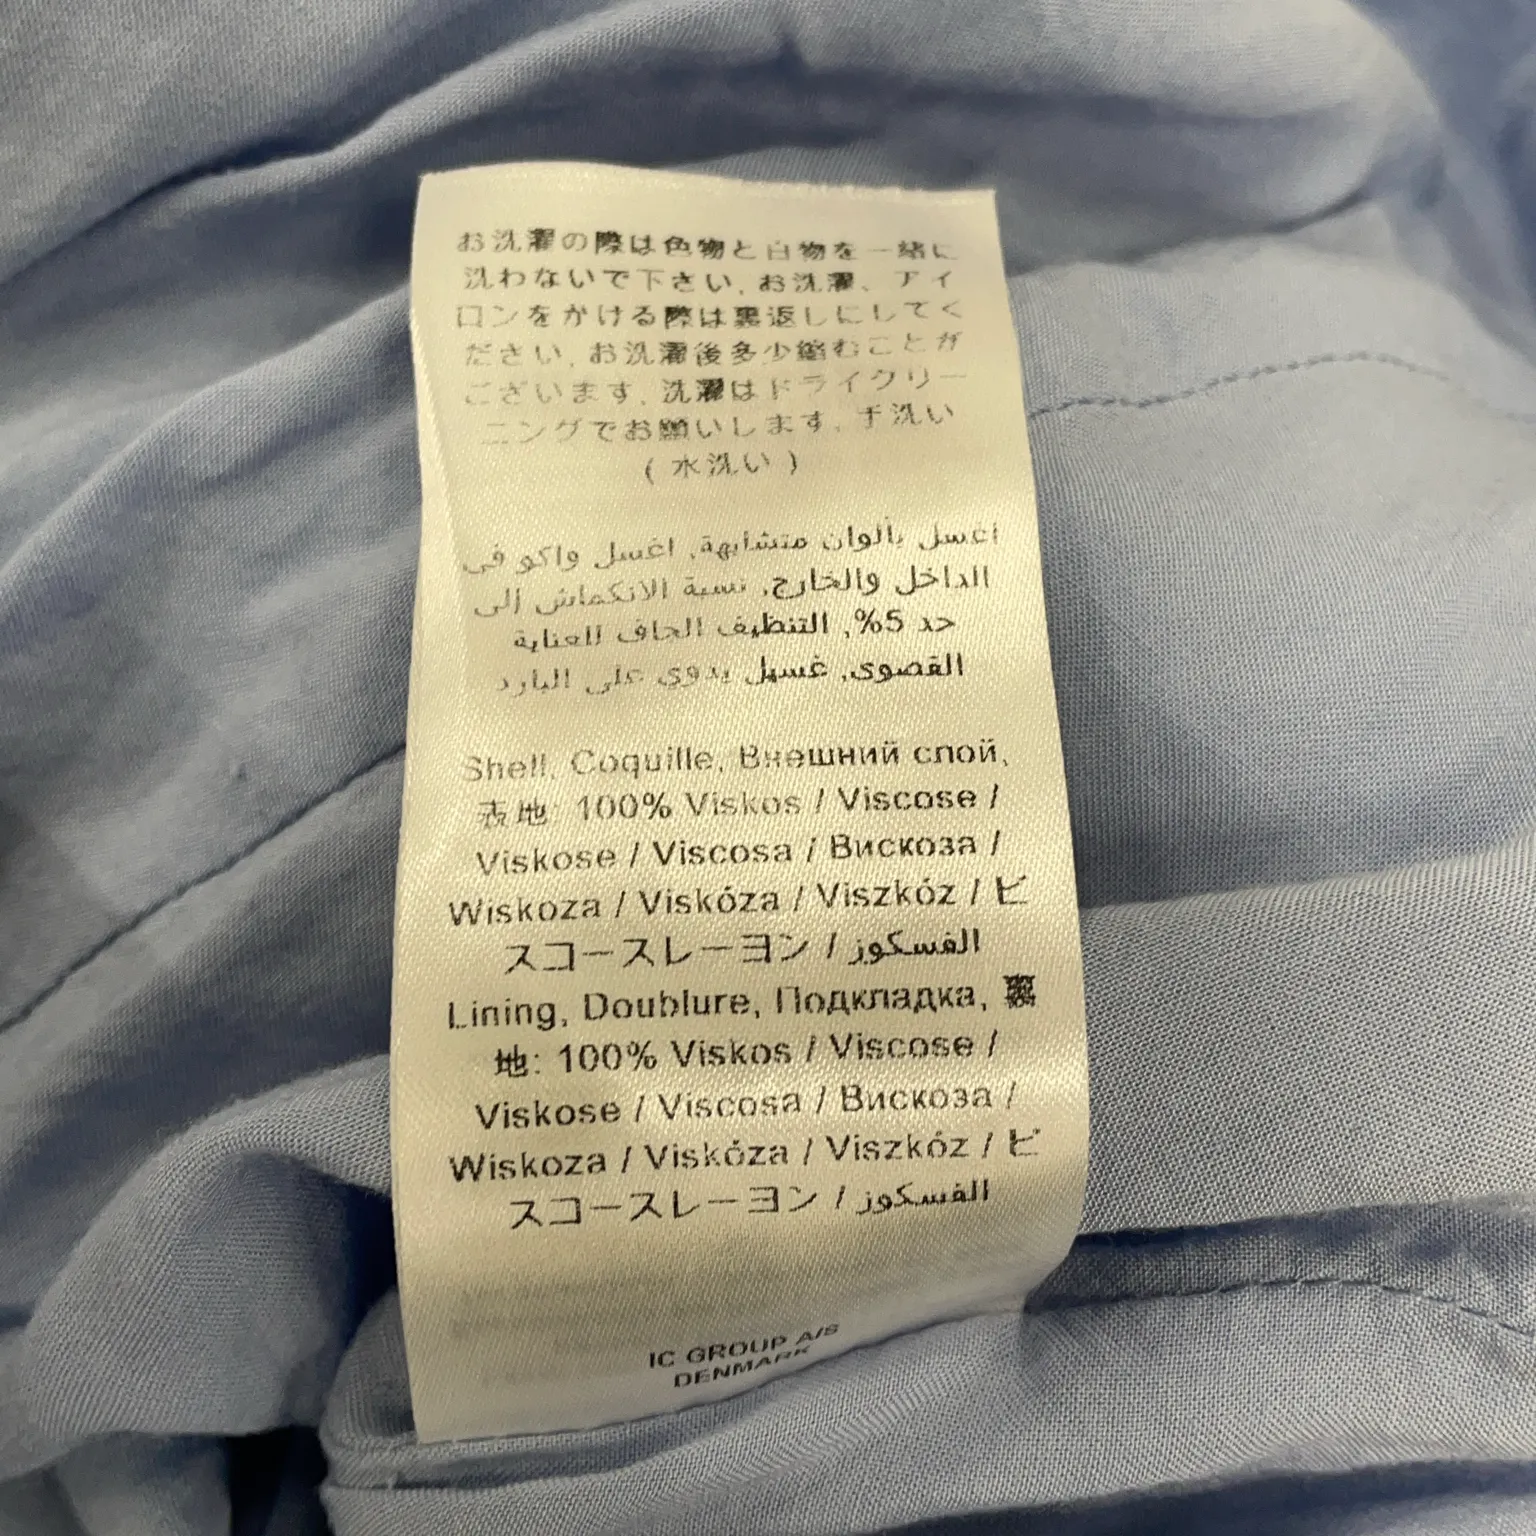 お洗濯の際は色物と白物を一緒に
洗わないで下さい, お洗濯、アイ
ロンをかける際は裏返しにしてく
ださい, お洗濯後多少縮むことが
ございます, 洗濯はドライクリー
ニングでお願いします, 手洗い
( 水洗い )
اغسل بألوان متشابهة, اغسل واكو في
الداخل والخارج, نسبة الانكماش إلى
حد 5%, التنظيف الجاف للعناية
القصوى, غسيل يدوي على البارد
Shell, Coquille, Внешний слой,
表地: 100% Viskos / Viscose /
Viskose / Viscosa / Вискоза /
Wiskoza / Viskóza / Viszkóz / ビ
スコースレーヨン / الفسكوز
Lining, Doublure, Подкладка, 裏
地: 100% Viskos / Viscose /
Viskose / Viscosa / Вискоза /
Wiskoza / Viskóza / Viszkóz / ビ
スコースレーヨン / الفسكوز
IC GROUP A/S
DENMARK